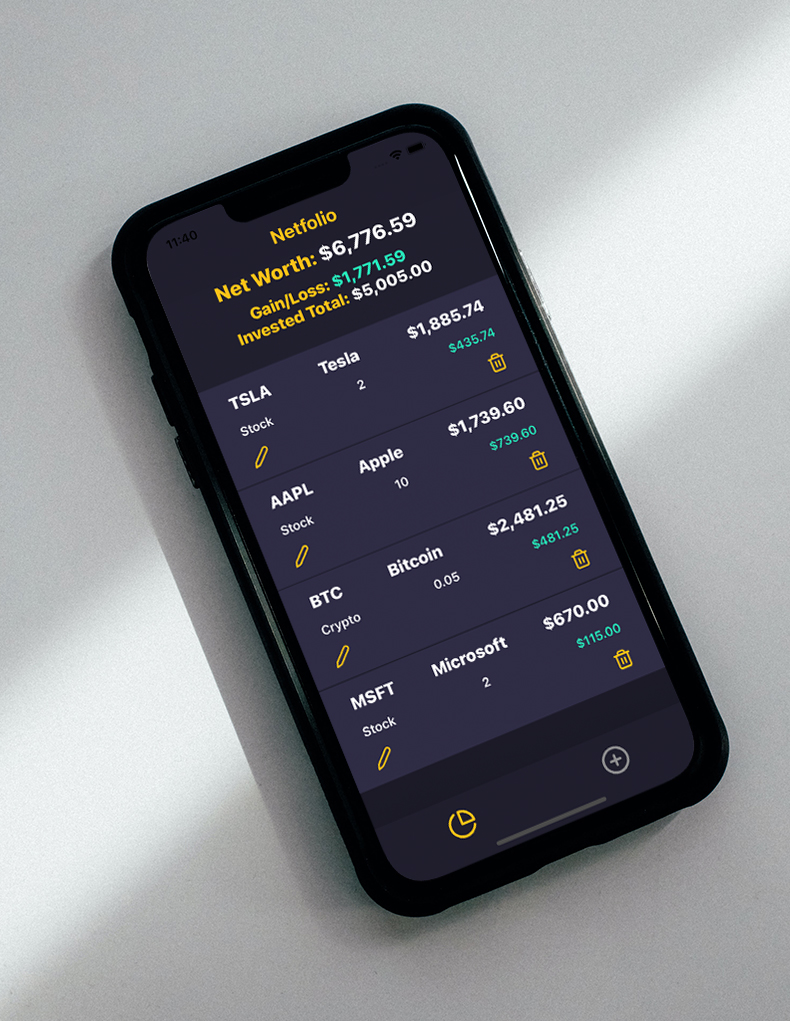 11:40
Netfolio
Net Worth: $6,776.59
Gain/Loss: $1,771.59
Invested Total: $5,005.00
TSLA Tesla $1,885.74
Stock 2 $435.74
AAPL Apple $1,739.60
Stock 10 $739.60
BTC Bitcoin $2,481.25
Crypto 0.05 $481.25
MSFT Microsoft $670.00
Stock 2 $115.00